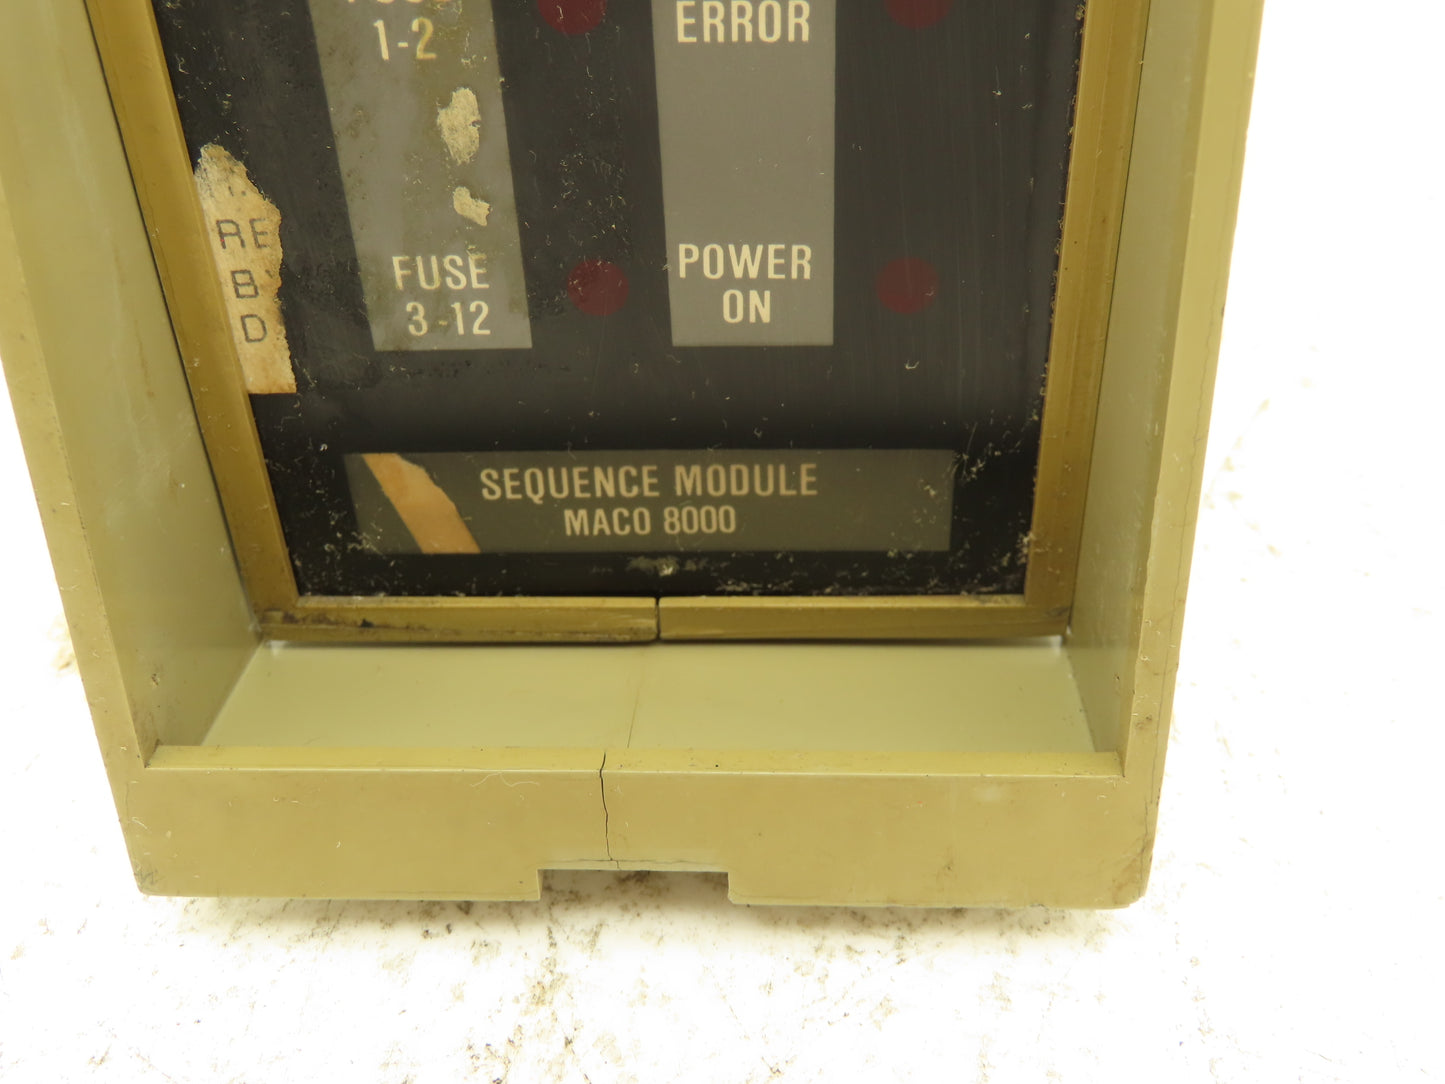 1-2
ERROR
RE
B
D
FUSE
3-12
POWER
ON
SEQUENCE MODULE
MACO 8000